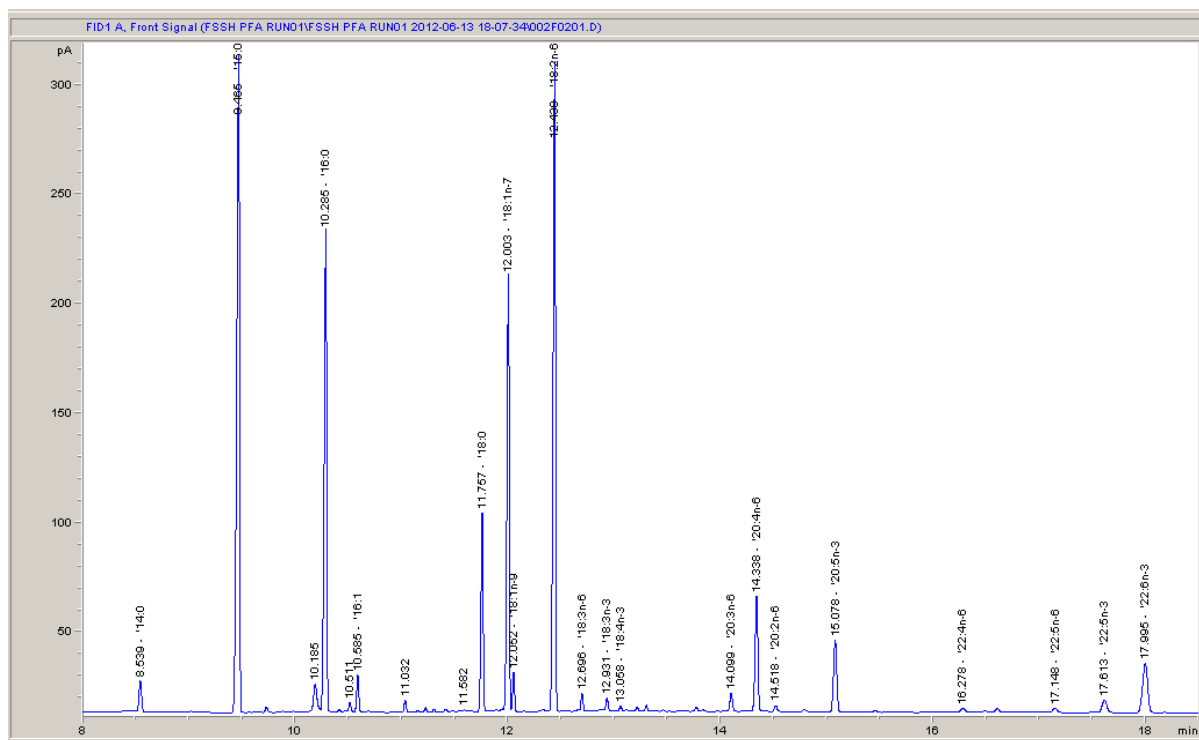 FID1 A, Front Signal (FSSH PFA RUN01\FSSH PFA RUN01 2012-06-13 18-07-34\002F0201.D)
pA
300
250
200
150
100
50
8.539 - '14:0
9.465 - '15:0
10.185
10.285 - '16:0
10.511
10.585 - '16:1
11.032
11.582
11.757 - '18:0
12.003 - '18:1n-7
12.052 - '18:1n-9
12.439 - '18:2n-6
12.696 - '18:3n-6
12.931 - '18:3n-3
13.058 - '18:4n-3
14.099 - '20:3n-6
14.338 - '20:4n-6
14.518 - '20:2n-6
15.078 - '20:5n-3
16.278 - '22:4n-6
17.148 - '22:5n-6
17.613 - '22:5n-3
17.995 - '22:6n-3
8 10 12 14 16 18 min